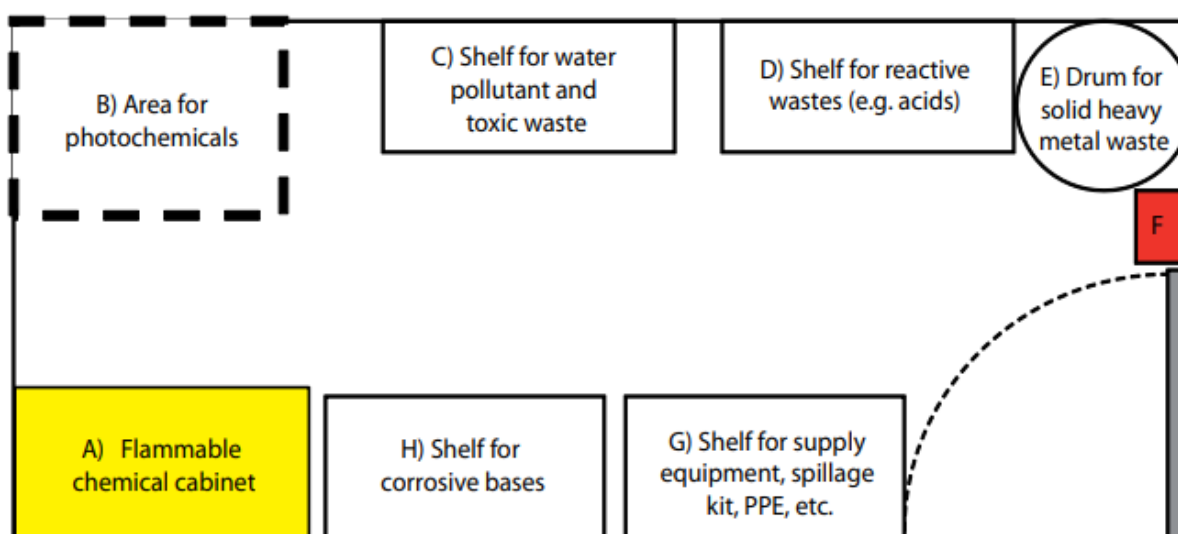 B) Area for
photochemicals
C) Shelf for water
pollutant and
toxic waste
D) Shelf for reactive
wastes (e.g. acids)
E) Drum for
solid heavy
metal waste
F
A) Flammable
chemical cabinet
H) Shelf for
corrosive bases
G) Shelf for supply
equipment, spillage
kit, PPE, etc.